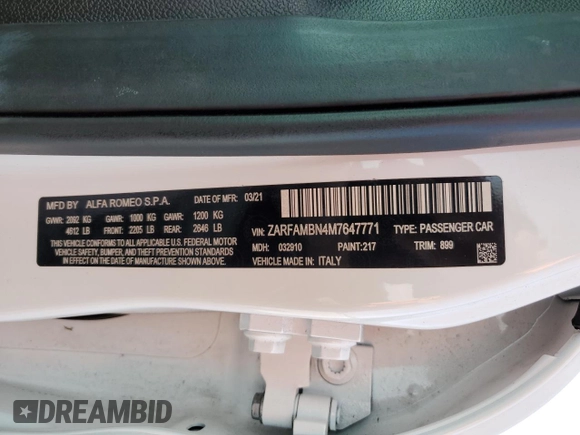 MFD BY ALFA ROMEO S.P.A. DATE OF MFR: 03/21
GVWR: 2092 KG GAWR: 1000 KG GAWR: 1200 KG
4612 LB FRONT: 2205 LB REAR: 2646 LB
THIS VEHICLE CONFORMS TO ALL APPLICABLE U.S. FEDERAL MOTOR
VEHICLE SAFETY, BUMPER, AND THEFT PREVENTION STANDARDS
IN EFFECT ON THE DATE OF MANUFACTURE SHOWN ABOVE
VIN: ZARFAMBN4M7647771 TYPE: PASSENGER CAR
MDH: 032910 PAINT: 217 TRIM: 899
VEHICLE MADE IN: ITALY
DREAMBID